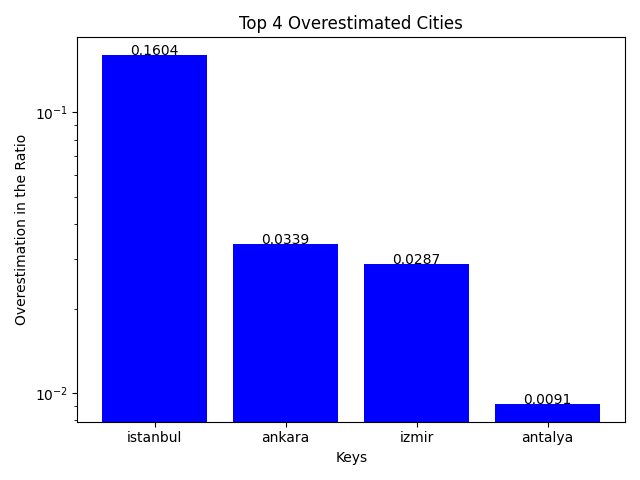 Top 4 Overestimated Cities
Overestimation in the Ratio
10⁻¹
10⁻²
0.1604
0.0339
0.0287
0.0091
istanbul
ankara
izmir
antalya
Keys